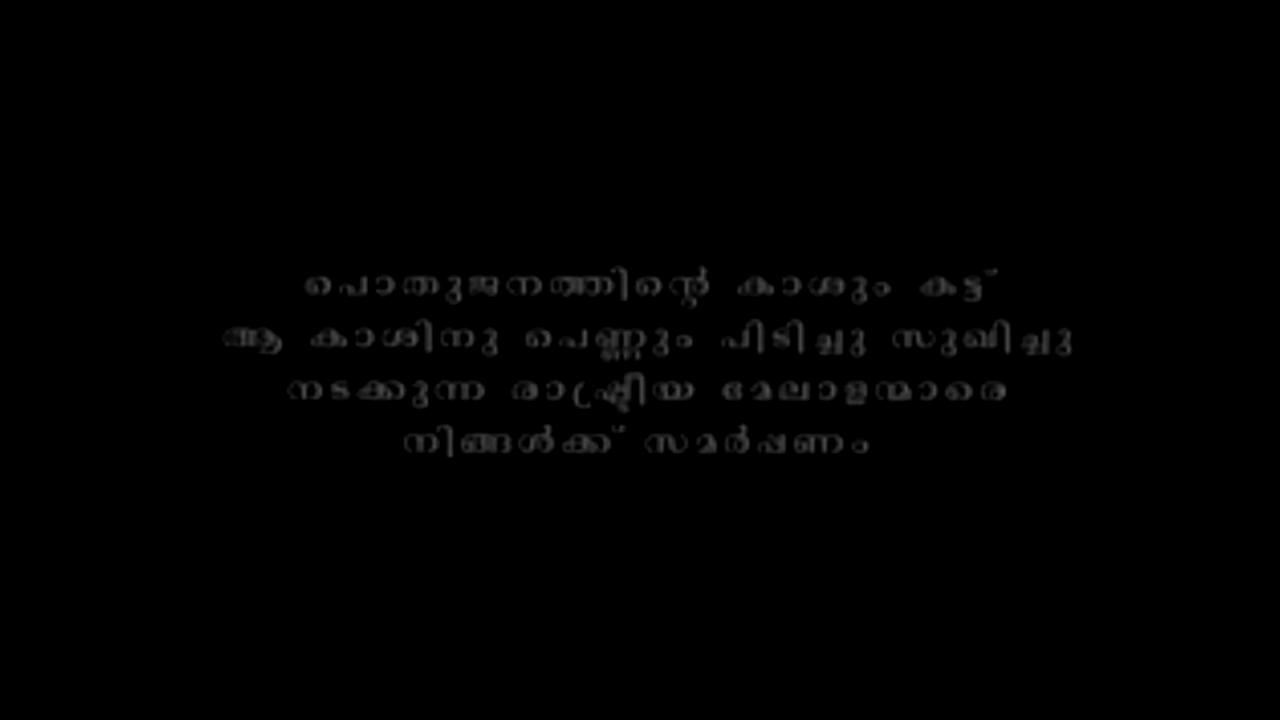 പൊതുജനത്തിന്റെ കാശും കട്ട്
ആ കാശിനു പെണ്ണും പിടിച്ചു സുഖിച്ചു
നടക്കുന്ന രാഷ്ട്രീയ മേലാളന്മാരെ
നിങ്ങൾക്ക് സമർപ്പണം